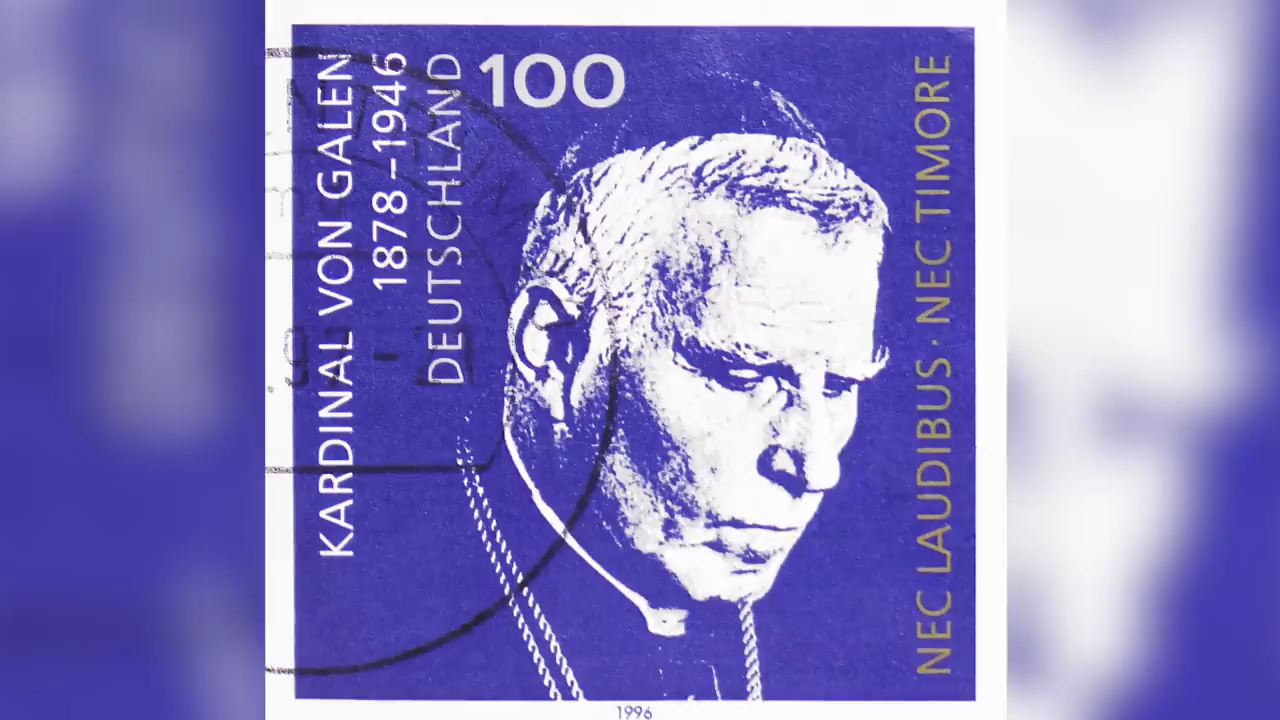 KARDINAL VON GALEN
1878–1946
DEUTSCHLAND
100
NEC LAUDIBUS · NEC TIMORE
1996